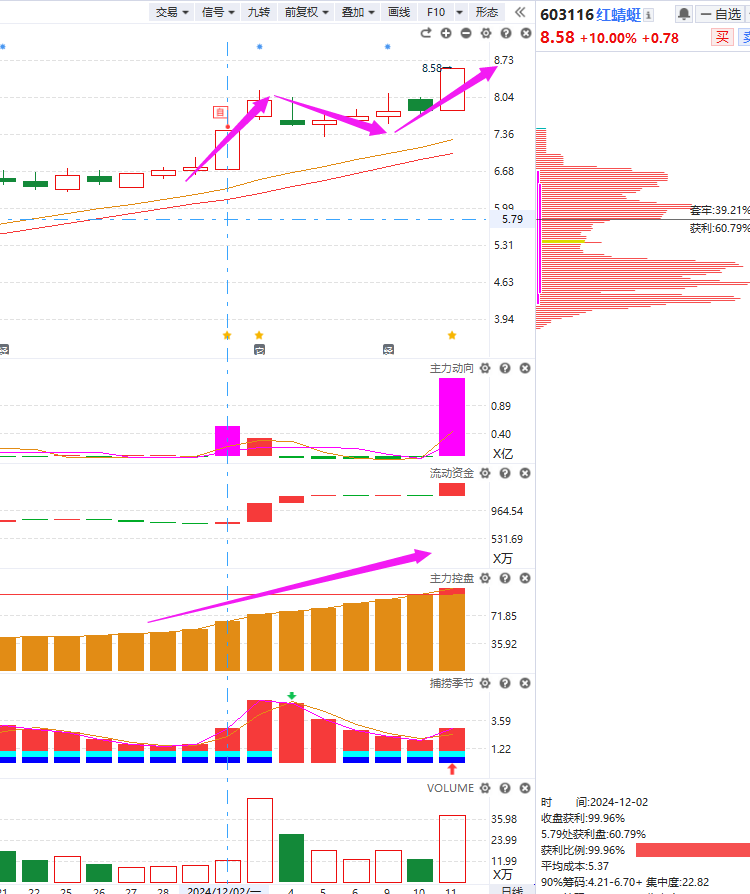 交易 信号 九转 前复权 叠加 画线 F10 形态
603116 红蜻蜓 自选
8.58 +10.00% +0.78 买 卖
8.58
8.73
8.04
自
7.36
6.68
5.99
5.79
5.31
4.63
3.94
套牢:39.21%
获利:60.79%
主力动向
0.89
0.40
X亿
流动资金
964.54
531.69
X万
主力控盘
71.85
35.92
捕捞季节
3.59
1.22
VOLUME
35.98
23.99
11.99
X万
21 22 25 26 27 28 2024/12/02/一 4 5 6 9 10 11 日线
时 间:2024-12-02
收盘获利:99.96%
5.79处获利盘:60.79%
获利比例:99.96%
平均成本:5.37
90%筹码:4.21-6.70 集中度:22.82